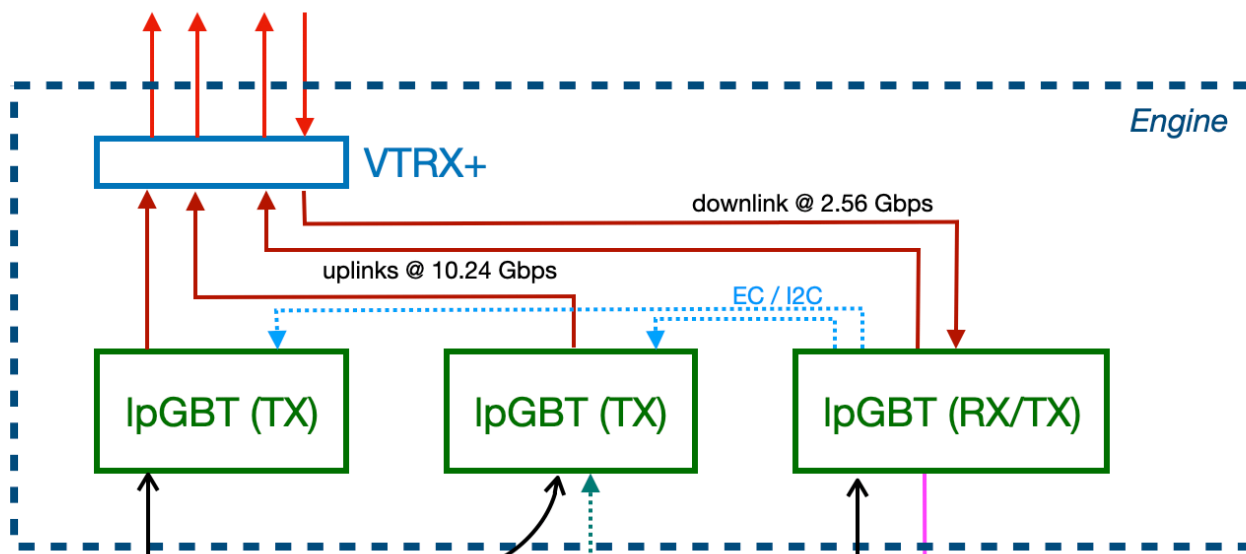 Engine
VTRX+
downlink @ 2.56 Gbps
uplinks @ 10.24 Gbps
EC / I2C
lpGBT (TX)
lpGBT (TX)
lpGBT (RX/TX)